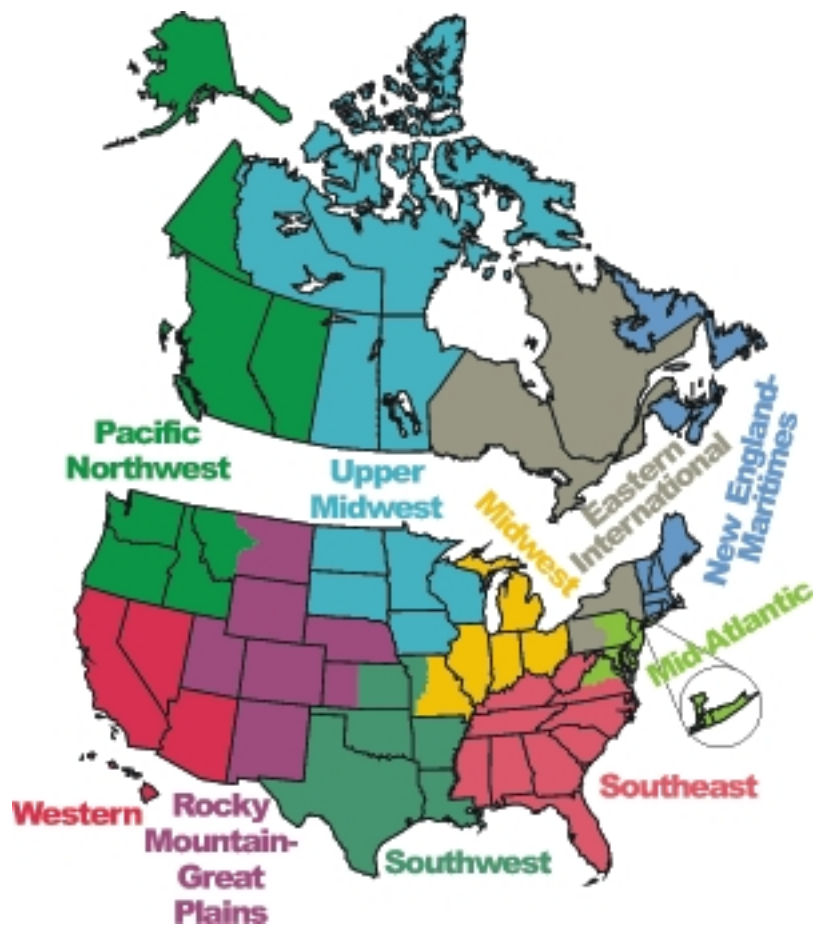 Pacific
Northwest
Upper
Midwest
Midwest
Eastern
International
New England-
Maritimes
Mid-Atlantic
Southeast
Western
Rocky
Mountain-
Great
Plains
Southwest